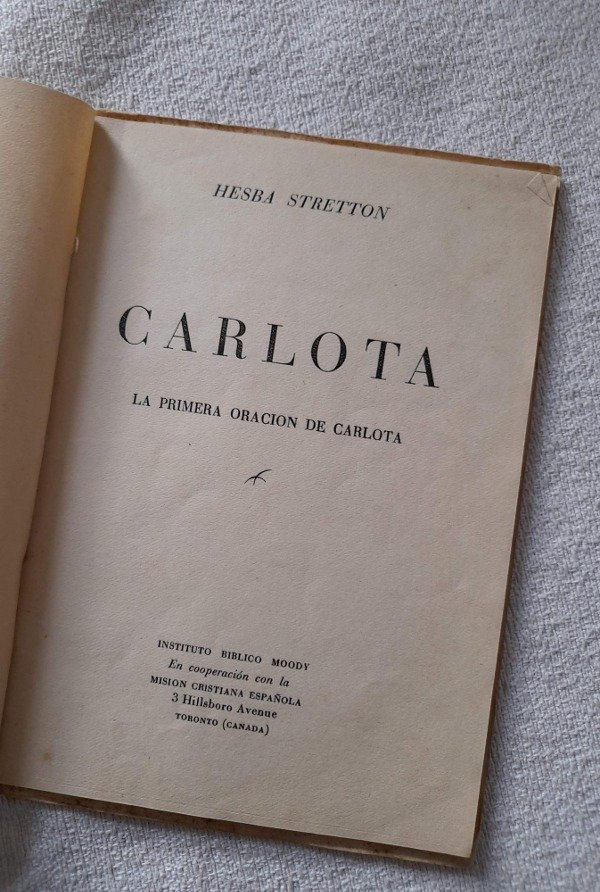 HESBA STRETTON
CARLOTA
LA PRIMERA ORACION DE CARLOTA
INSTITUTO BIBLICO MOODY
En cooperación con la
MISION CRISTIANA ESPAÑOLA
3 Hillsboro Avenue
TORONTO (CANADA)